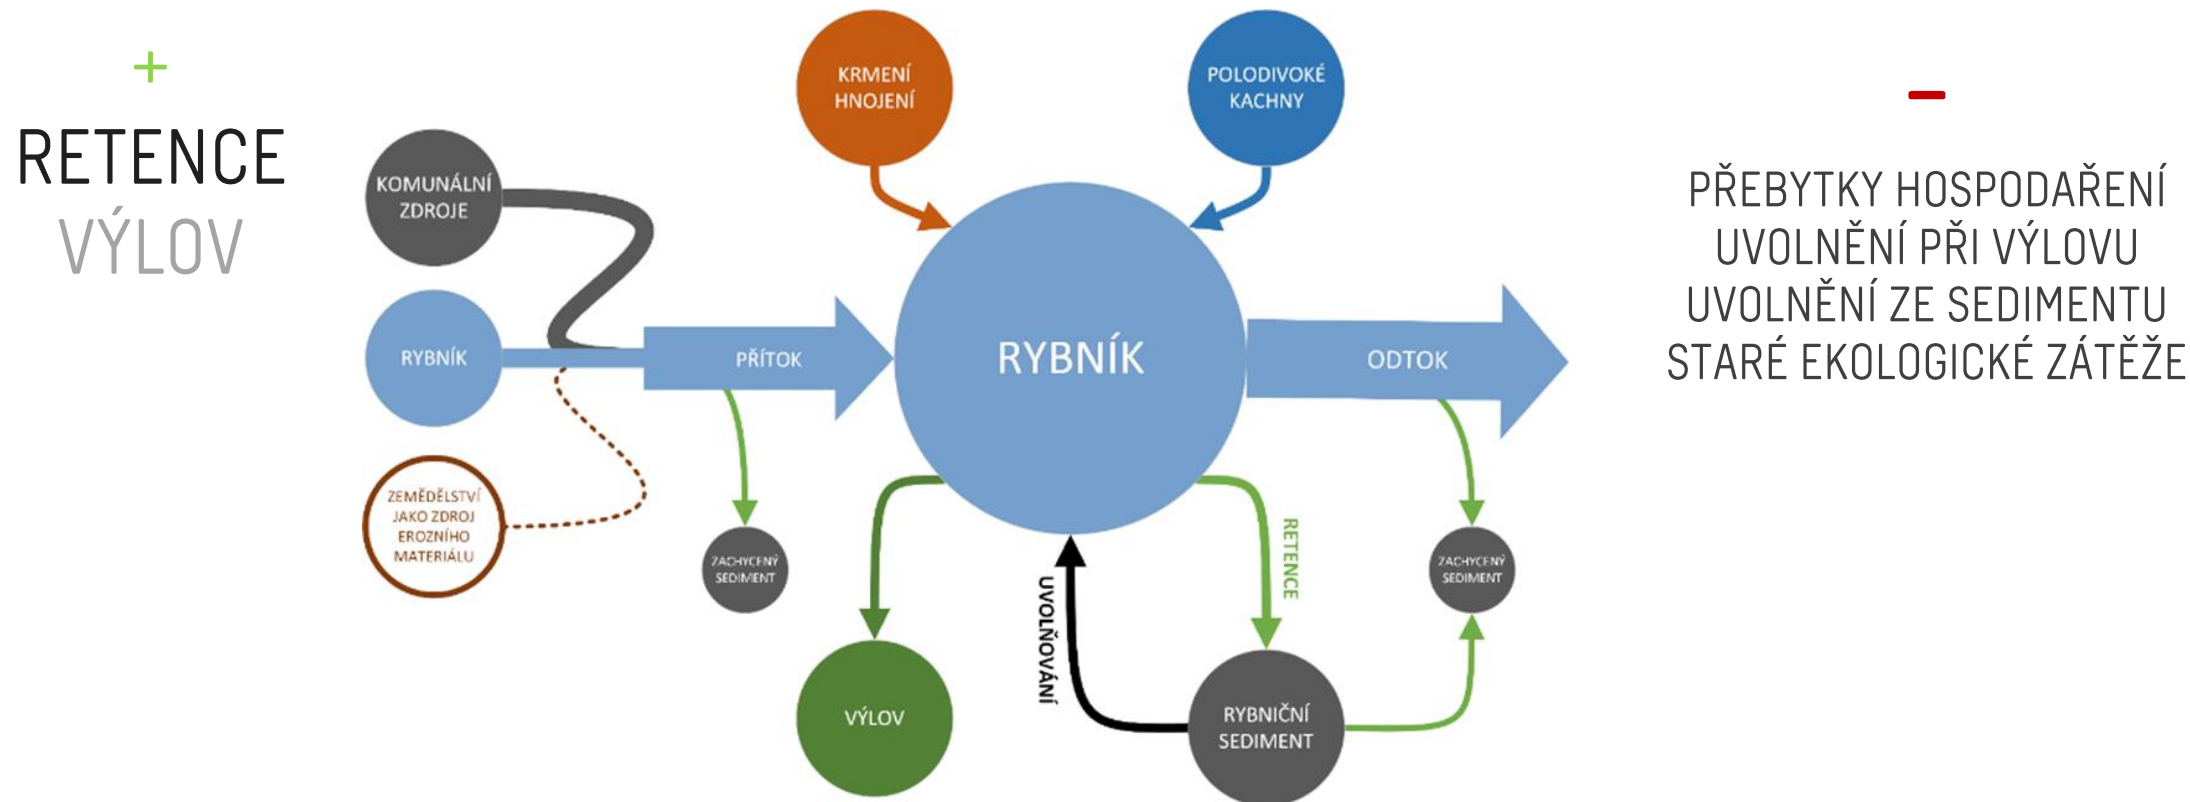 +
RETENCE
VÝLOV
KOMUNÁLNÍ
ZDROJE
RYBNÍK
ZEMĚDĚLSTVÍ
JAKO ZDROJ
EROZNÍHO
MATERIÁLU
KRMENÍ
HNOJENÍ
POLODIVOKÉ
KACHNY
PŘÍTOK
RYBNÍK
ODTOK
ZACHYCENÝ
SEDIMENT
VÝLOV
UVOLŇOVÁNÍ
RETENCE
RYBNIČNÍ
SEDIMENT
ZACHYCENÝ
SEDIMENT
–
PŘEBYTKY HOSPODAŘENÍ
UVOLNĚNÍ PŘI VÝLOVU
UVOLNĚNÍ ZE SEDIMENTU
STARÉ EKOLOGICKÉ ZÁTĚŽE